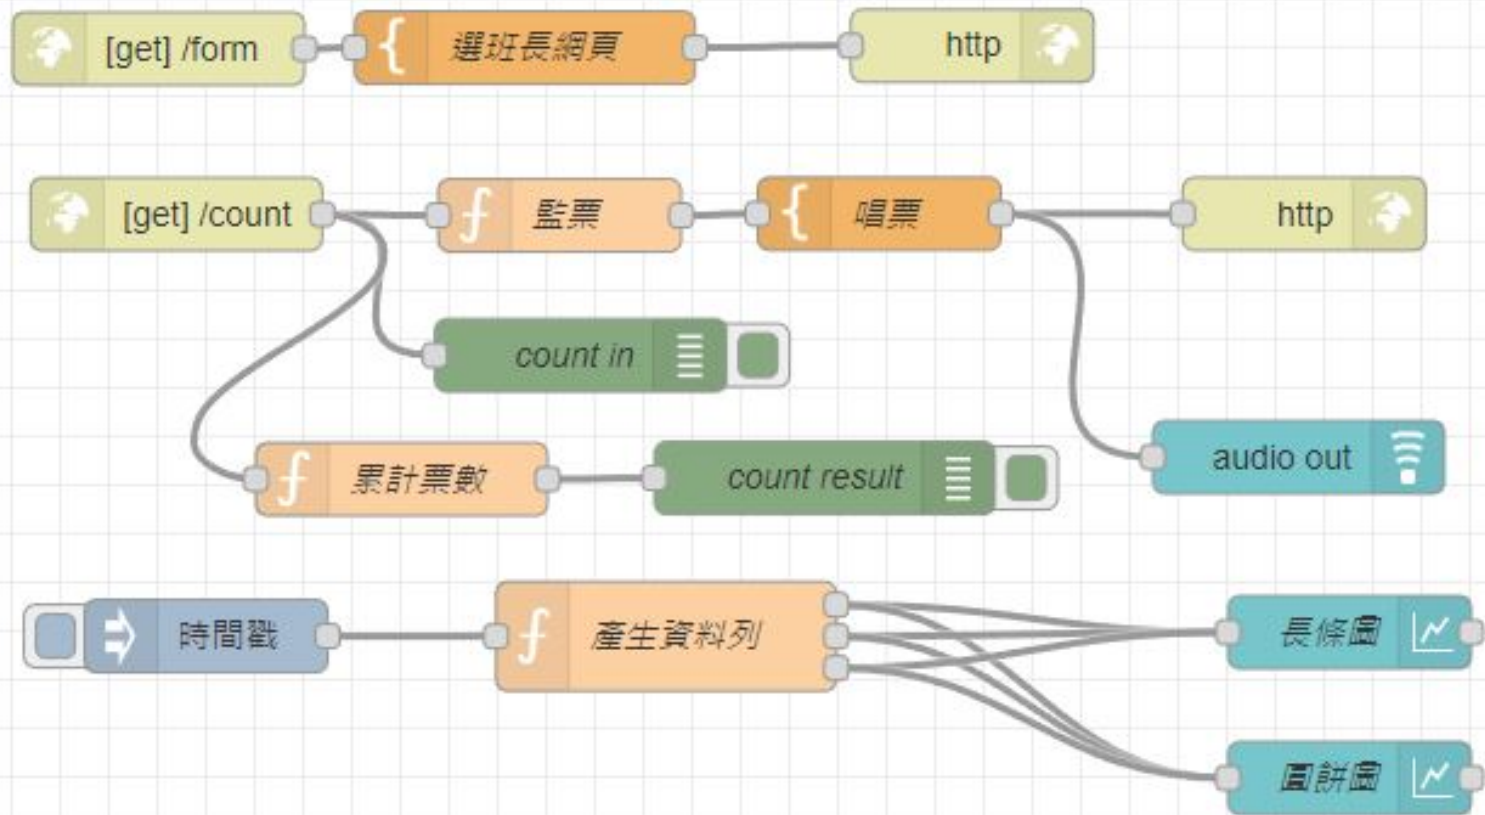 [get] /form
選班長網頁
http
[get] /count
監票
唱票
http
count in
audio out
累計票數
count result
時間戳
產生資料列
長條圖
圓餅圖